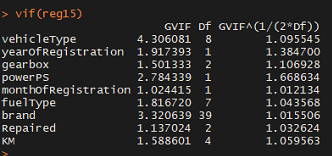 > vif(reg15)
GVIF Df GVIF^(1/(2*Df))
vehicleType 4.306081 8 1.095545
yearOfRegistration 1.917393 1 1.384700
gearbox 1.501333 2 1.106928
powerPS 2.784339 1 1.668634
monthOfRegistration 1.024415 1 1.012134
fuelType 1.816720 7 1.043568
brand 3.320639 39 1.015506
Repaired 1.137024 2 1.032624
KM 1.588601 4 1.059563
>